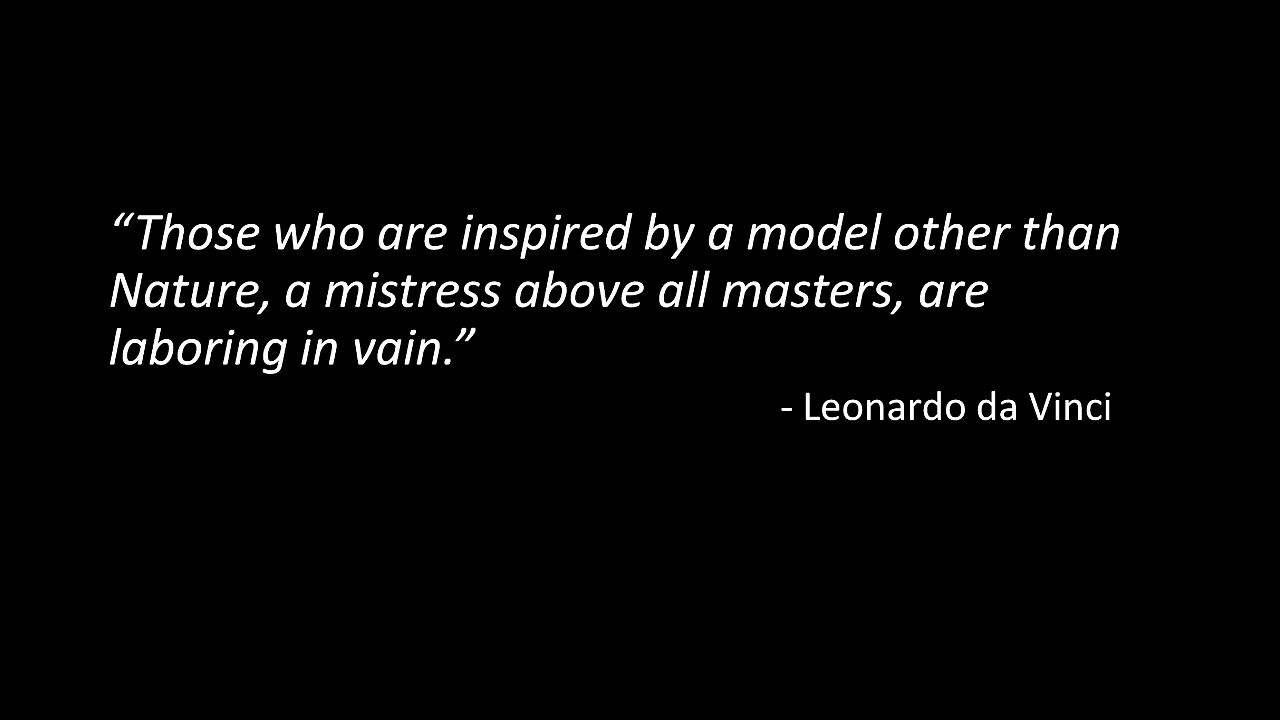 “Those who are inspired by a model other than
Nature, a mistress above all masters, are
laboring in vain.”
- Leonardo da Vinci